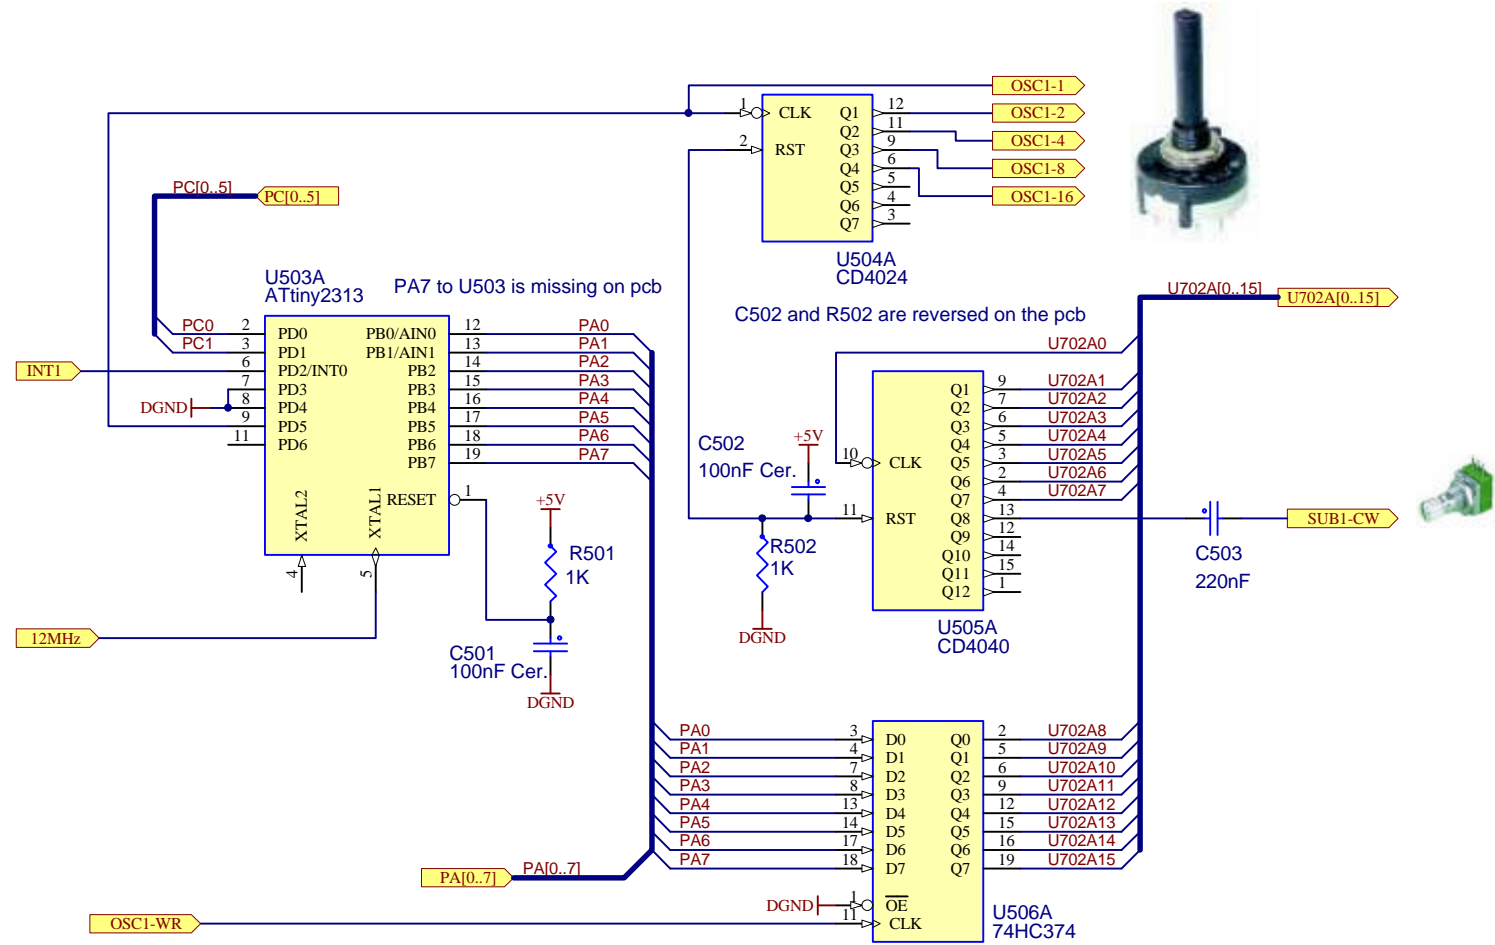 OSC1-1
1 CLK Q1 12 OSC1-2
Q2 11 OSC1-4
2 RST Q3 9 OSC1-8
Q4 6 OSC1-16
Q5 5
Q6 4
Q7 3
U504A
CD4024
PC[0..5] PC[0..5]
U503A
ATtiny2313
PA7 to U503 is missing on pcb
C502 and R502 are reversed on the pcb
U702A[0..15] U702A[0..15]
PC0 2 PD0 PB0/AIN0 12 PA0
PC1 3 PD1 PB1/AIN1 13 PA1
INT1 6 PD2/INT0 PB2 14 PA2
7 PD3 PB3 15 PA3
DGND 8 PD4 PB4 16 PA4
9 PD5 PB5 17 PA5
11 PD6 PB6 18 PA6
PB7 19 PA7
RESET 1
XTAL2 XTAL1
4 5
12MHz
+5V
R501
1K
C501
100nF Cer.
DGND
U702A0
Q1 9 U702A1
Q2 7 U702A2
Q3 6 U702A3
Q4 5 U702A4
10 CLK Q5 3 U702A5
Q6 2 U702A6
Q7 4 U702A7
11 RST Q8 13 SUB1-CW
Q9 12
Q10 14
Q11 15
Q12 1
C502
100nF Cer.
+5V
R502
1K
DGND
C503
220nF
U505A
CD4040
PA0 3 D0 Q0 2 U702A8
PA1 4 D1 Q1 5 U702A9
PA2 7 D2 Q2 6 U702A10
PA3 8 D3 Q3 9 U702A11
PA4 13 D4 Q4 12 U702A12
PA5 14 D5 Q5 15 U702A13
PA6 17 D6 Q6 16 U702A14
PA7 18 D7 Q7 19 U702A15
PA[0..7] PA[0..7]
DGND 1 OE
OSC1-WR 11 CLK
U506A
74HC374